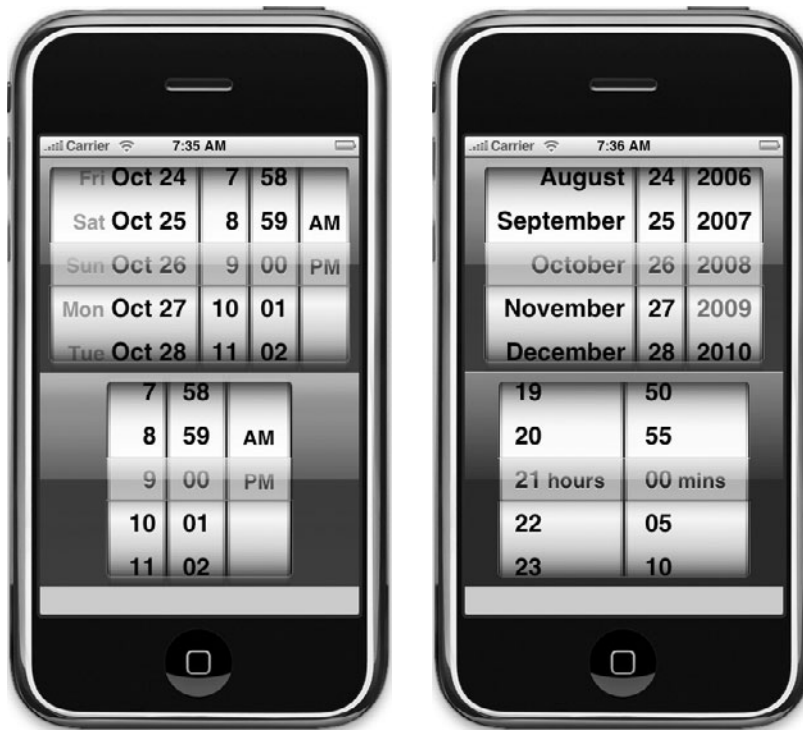 Carrier 7:35 AM
Fri Oct 24 7 58
Sat Oct 25 8 59 AM
Sun Oct 26 9 00 PM
Mon Oct 27 10 01
Tue Oct 28 11 02
7 58
8 59 AM
9 00 PM
10 01
11 02
Carrier 7:36 AM
August 24 2006
September 25 2007
October 26 2008
November 27 2009
December 28 2010
19 50
20 55
21 hours 00 mins
22 05
23 10